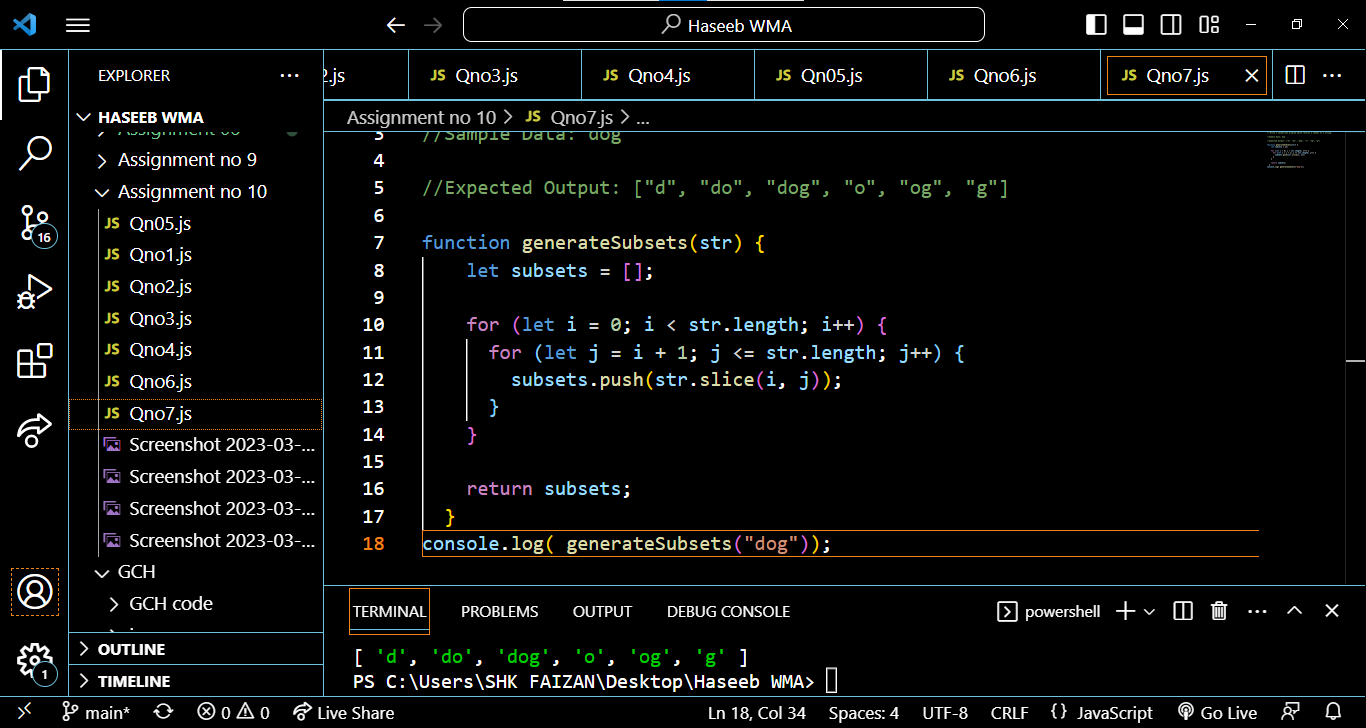 Haseeb WMA
EXPLORER
HASEEB WMA
Assignment no 9
Assignment no 10
JS Qn05.js
JS Qno1.js
JS Qno2.js
JS Qno3.js
JS Qno4.js
JS Qno6.js
JS Qno7.js
Screenshot 2023-03-...
Screenshot 2023-03-...
Screenshot 2023-03-...
Screenshot 2023-03-...
GCH
GCH code
OUTLINE
TIMELINE
16
1
2.js JS Qno3.js JS Qno4.js JS Qn05.js JS Qno6.js JS Qno7.js
Assignment no 10 > JS Qno7.js > ...
3 //Sample Data: dog
4
5 //Expected Output: ["d", "do", "dog", "o", "og", "g"]
6
7 function generateSubsets(str) {
8 let subsets = [];
9
10 for (let i = 0; i < str.length; i++) {
11 for (let j = i + 1; j <= str.length; j++) {
12 subsets.push(str.slice(i, j));
13 }
14 }
15
16 return subsets;
17 }
18 console.log( generateSubsets("dog"));
TERMINAL PROBLEMS OUTPUT DEBUG CONSOLE powershell
[ 'd', 'do', 'dog', 'o', 'og', 'g' ]
PS C:\Users\SHK FAIZAN\Desktop\Haseeb WMA>
main* 0 0 Live Share Ln 18, Col 34 Spaces: 4 UTF-8 CRLF {} JavaScript Go Live